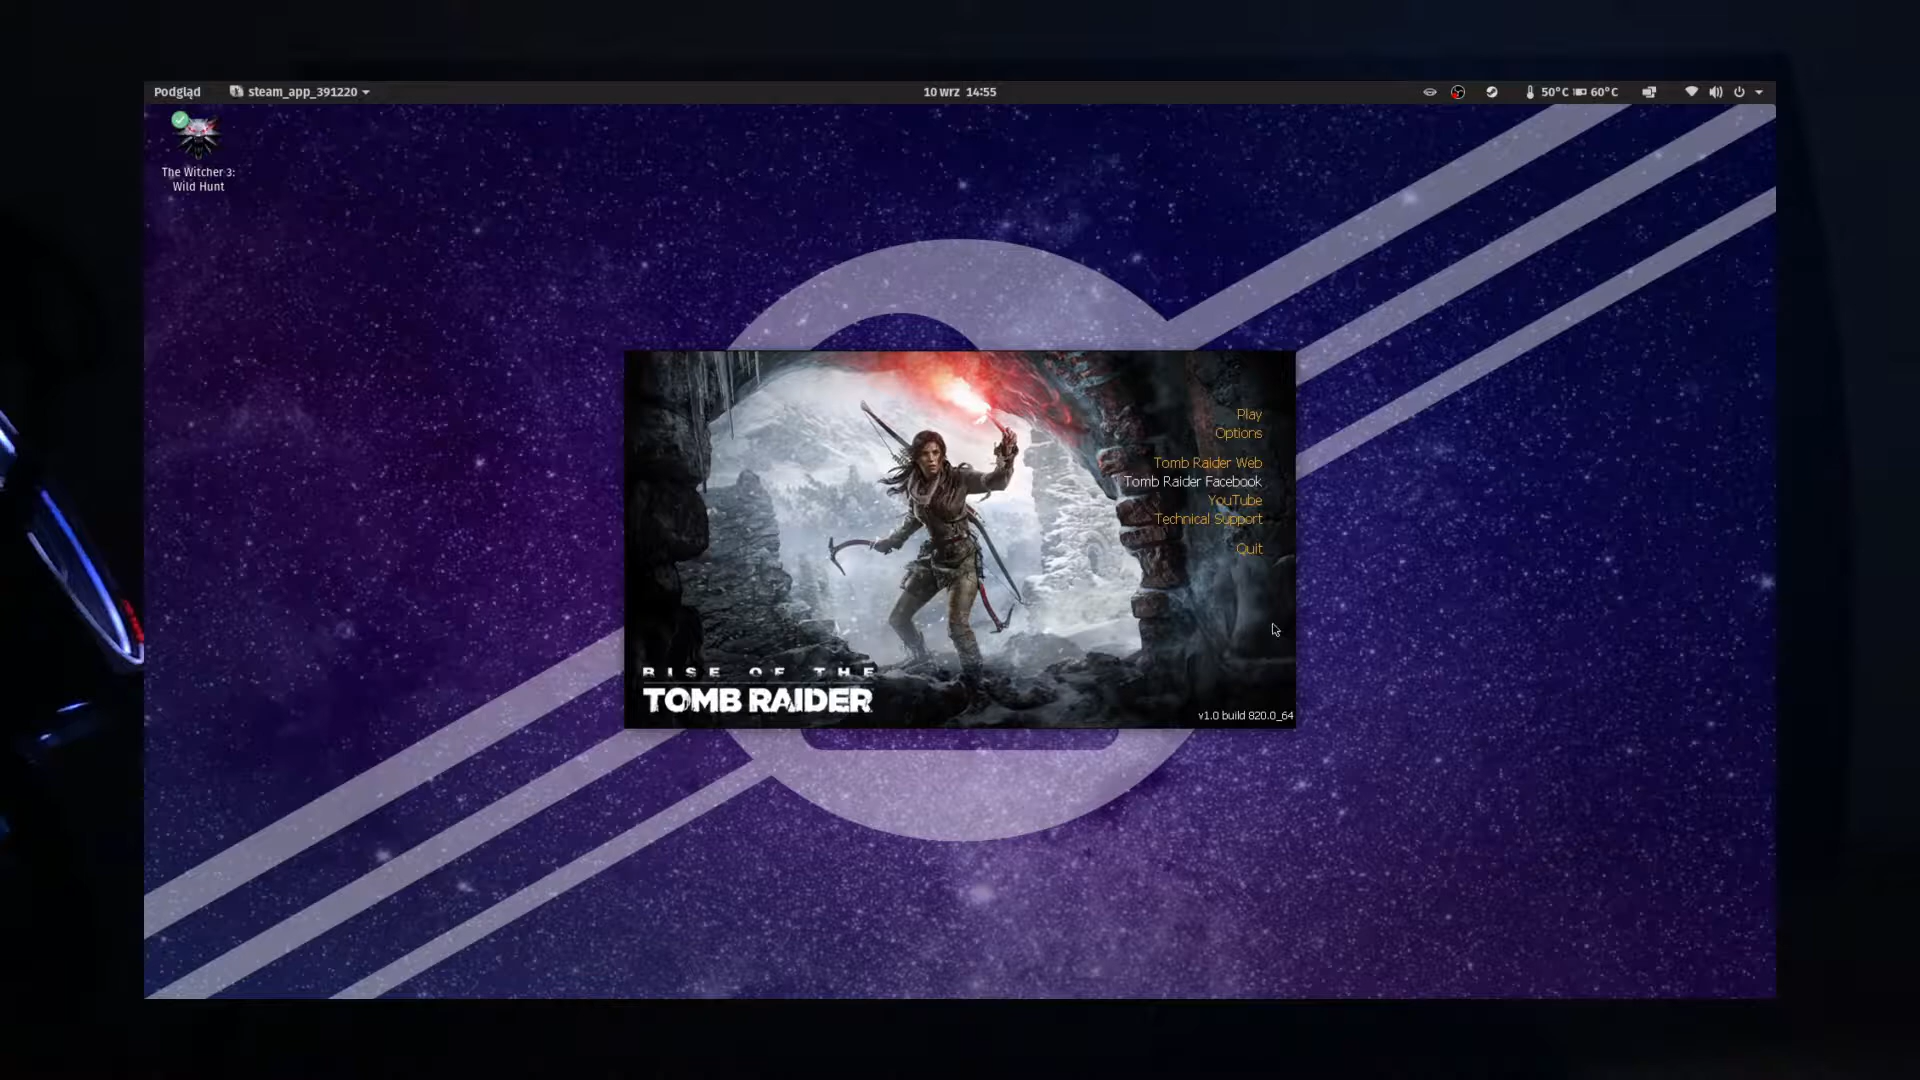 Podgląd
steam_app_391220
10 wrz 14:55
50°C 60°C
The Witcher 3:
Wild Hunt
Play
Options
Tomb Raider Web
Tomb Raider Facebook
YouTube
Technical Support
Quit
RISE OF THE
TOMB RAIDER
v1.0 build 820.0_64